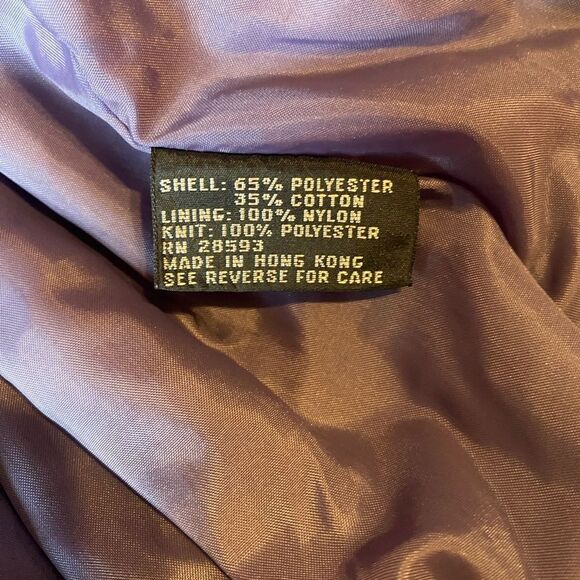 SHELL: 65% POLYESTER
35% COTTON
LINING: 100% NYLON
KNIT: 100% POLYESTER
RN 28593
MADE IN HONG KONG
SEE REVERSE FOR CARE